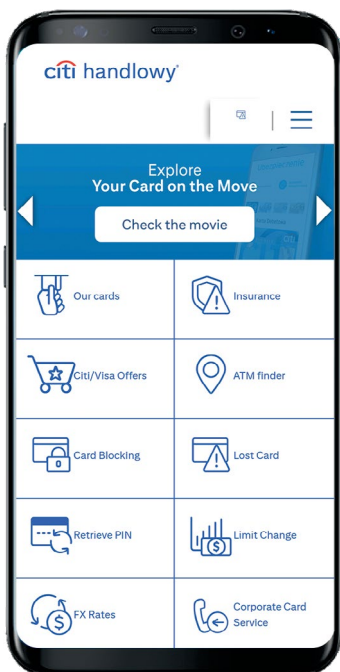 citi handlowy®
Explore
Your Card on the Move
Check the movie
Our cards
Insurance
Citi/Visa Offers
ATM finder
Card Blocking
Lost Card
Retrieve PIN
Limit Change
FX Rates
Corporate Card
Service